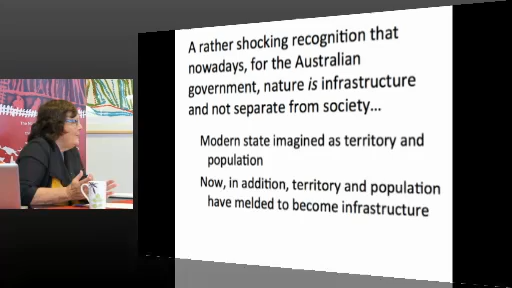 A rather shocking recognition that
nowadays, for the Australian
government, nature is infrastructure
and not separate from society...
Modern state imagined as territory and
population
Now, in addition, territory and population
have melded to become infrastructure